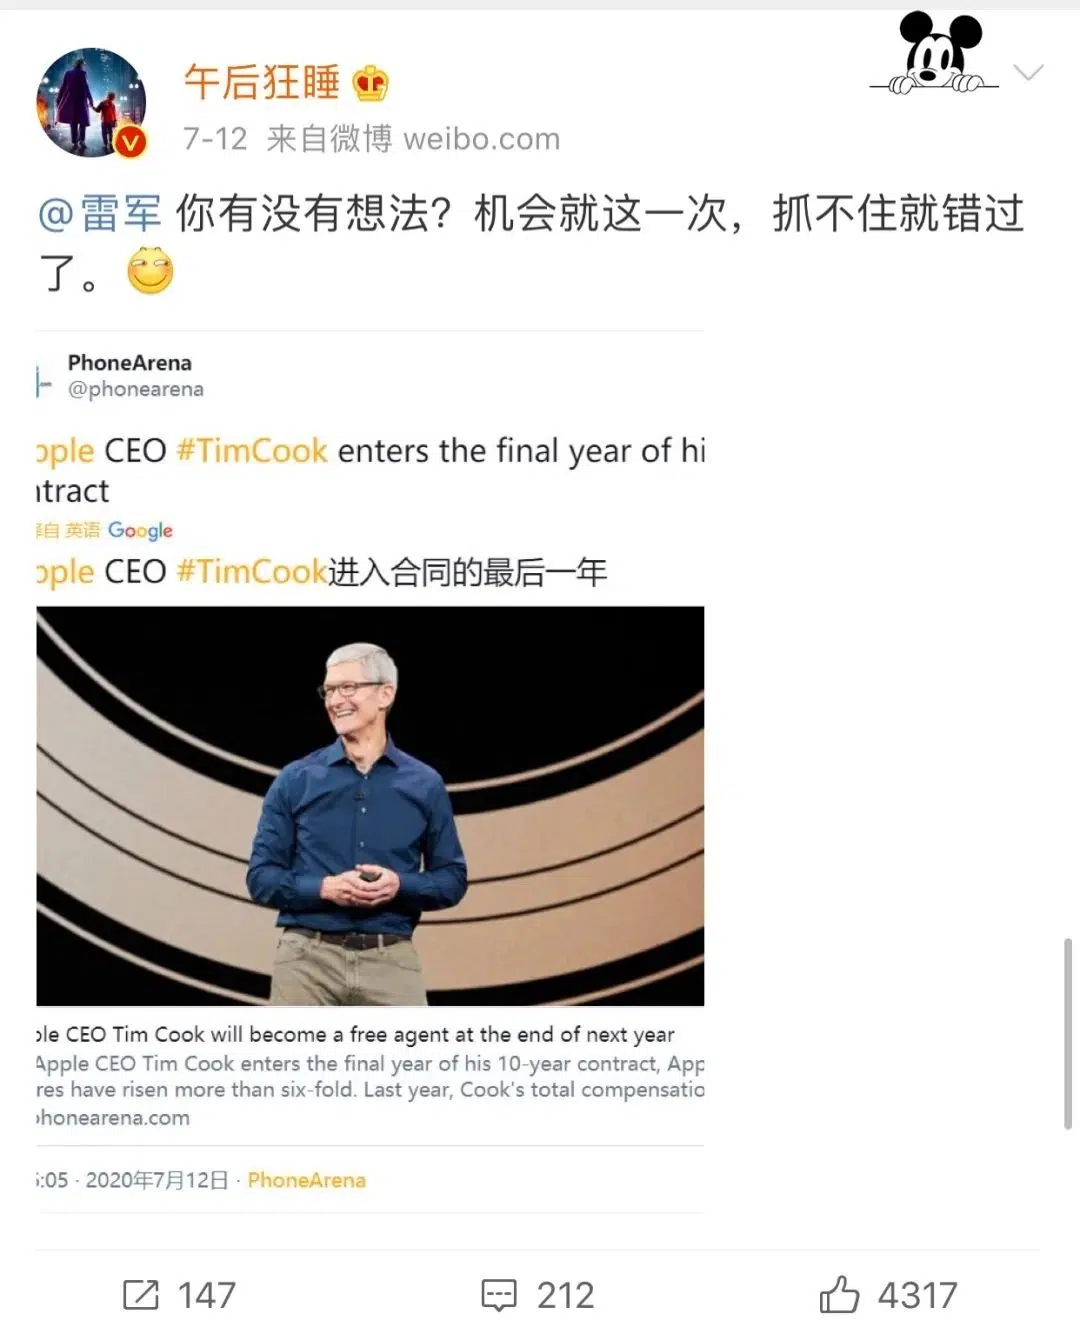 午后狂睡
7-12 来自微博 weibo.com
@雷军 你有没有想法？机会就这一次，抓不住就错过
了。
PhoneArena
@phonearena
pple CEO #TimCook enters the final year of hi
ntract
译自 英语 Google
pple CEO #TimCook进入合同的最后一年
ple CEO Tim Cook will become a free agent at the end of next year
Apple CEO Tim Cook enters the final year of his 10-year contract, App
res have risen more than six-fold. Last year, Cook's total compensatio
phonearena.com
5:05 · 2020年7月12日 · PhoneArena
147
212
4317